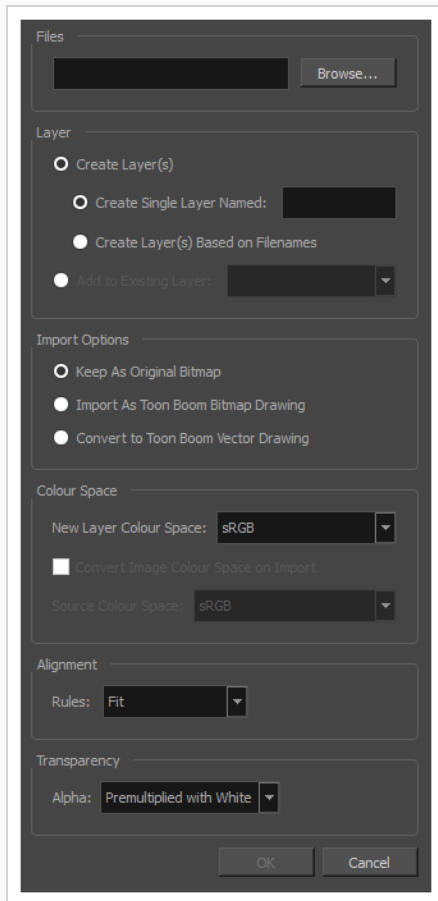 Files
Browse...
Layer
Create Layer(s)
Create Single Layer Named:
Create Layer(s) Based on Filenames
Add to Existing Layer:
Import Options
Keep As Original Bitmap
Import As Toon Boom Bitmap Drawing
Convert to Toon Boom Vector Drawing
Colour Space
New Layer Colour Space: sRGB
Convert Image Colour Space on Import
Source Colour Space: sRGB
Alignment
Rules: Fit
Transparency
Alpha: Premultiplied with White
OK Cancel